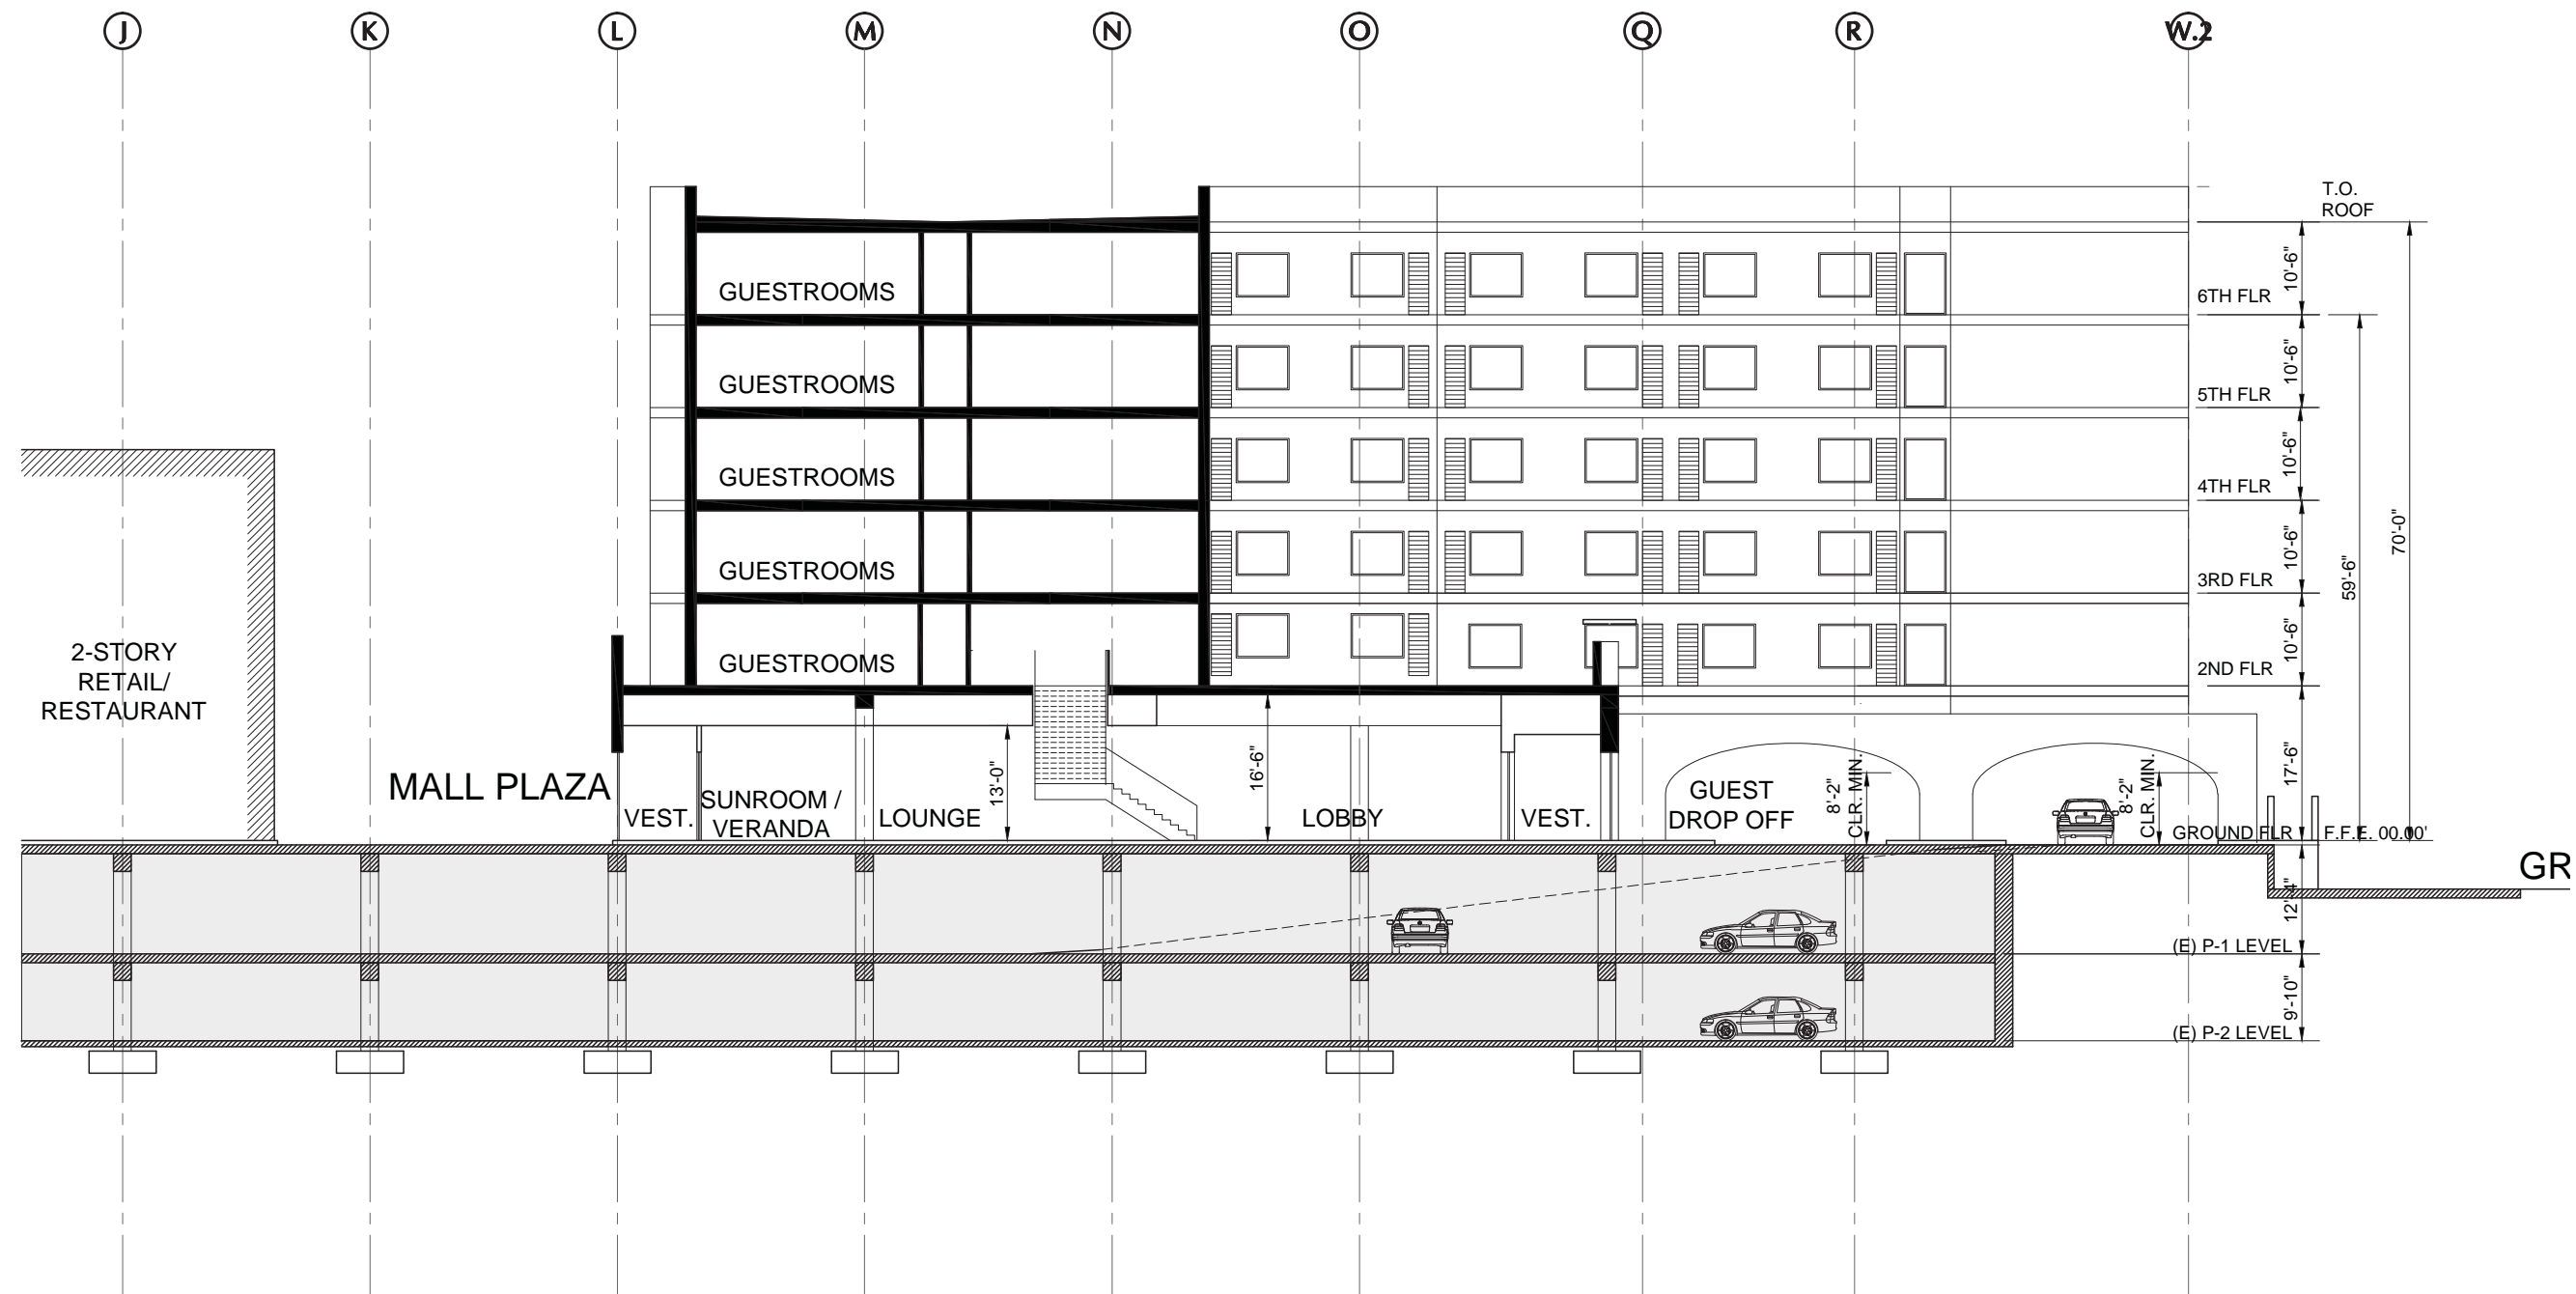 J K L M N O Q R W.2
T.O.
ROOF
10'-6"
GUESTROOMS
6TH FLR
10'-6"
GUESTROOMS
5TH FLR
10'-6"
GUESTROOMS
4TH FLR
10'-6"
70'-0"
59'-6"
GUESTROOMS
3RD FLR
10'-6"
GUESTROOMS
2ND FLR
2-STORY
RETAIL/
RESTAURANT
17'-6"
MALL PLAZA
VEST.
SUNROOM /
VERANDA
LOUNGE
13'-0"
16'-6"
LOBBY
VEST.
GUEST
DROP OFF
8'-2"
CLR. MIN.
8'-2"
CLR. MIN.
GROUND FLR
F.F.E. 00.00'
GR
12'-4"
(E) P-1 LEVEL
9'-10"
(E) P-2 LEVEL